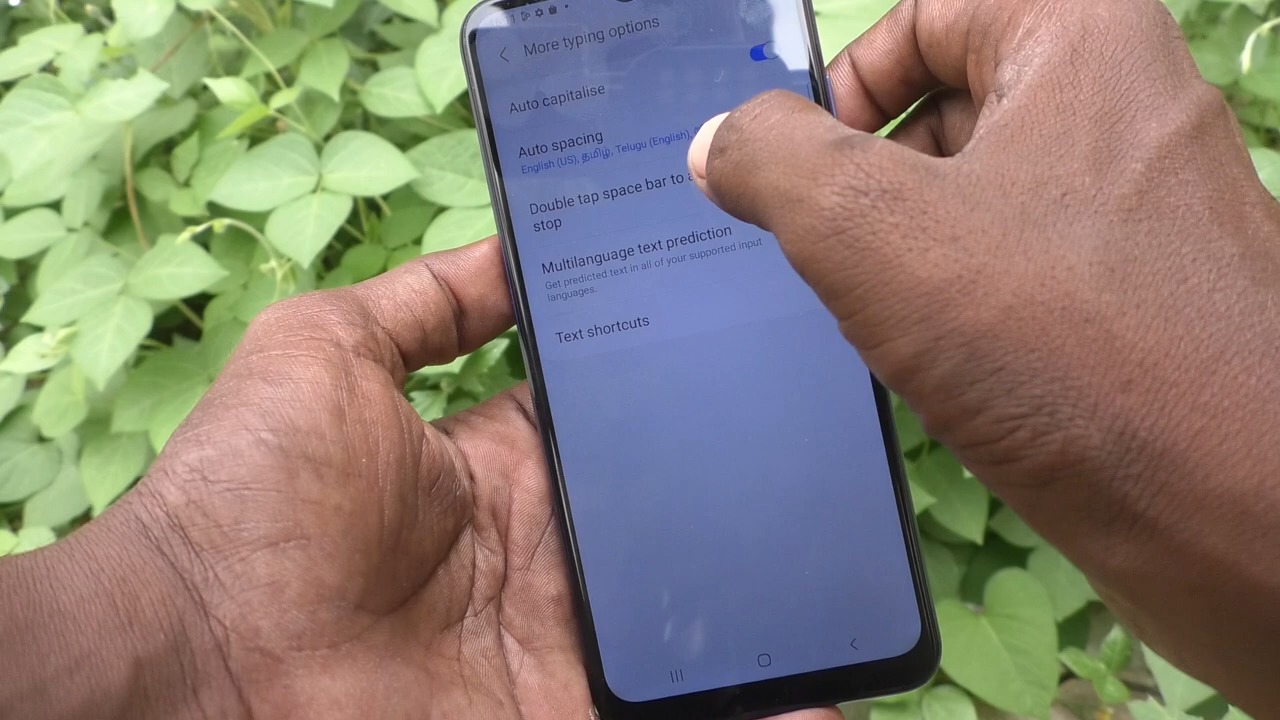 More typing options
Auto capitalise
Auto spacing
English (US), தமிழ், Telugu (English),
Double tap space bar to
stop
Multilanguage text prediction
Get predicted text in all of your supported input
languages.
Text shortcuts